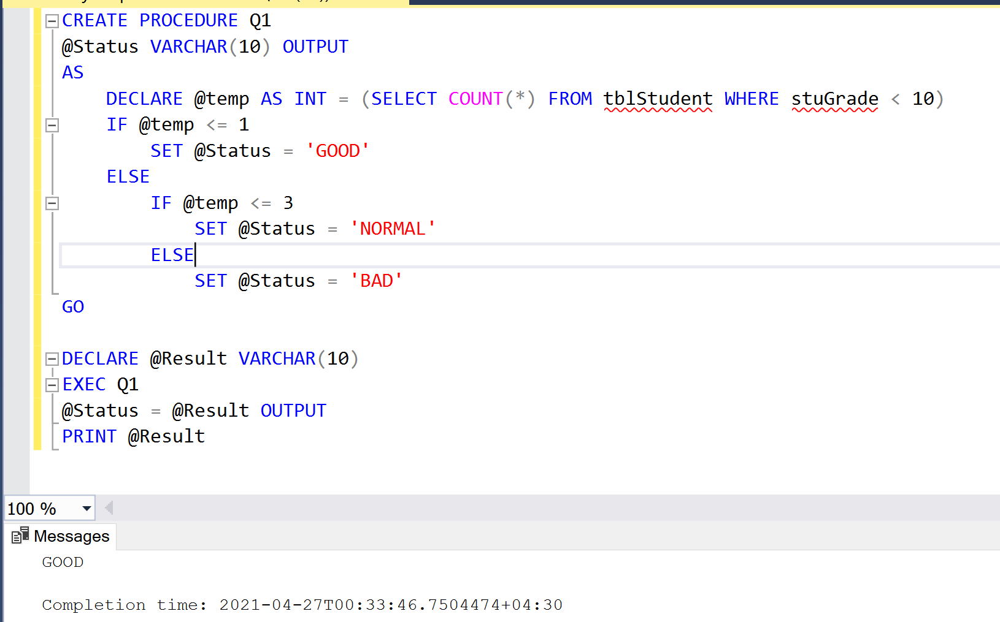 CREATE PROCEDURE Q1
@Status VARCHAR(10) OUTPUT
AS
DECLARE @temp AS INT = (SELECT COUNT(*) FROM tblStudent WHERE stuGrade < 10)
IF @temp <= 1
SET @Status = 'GOOD'
ELSE
IF @temp <= 3
SET @Status = 'NORMAL'
ELSE
SET @Status = 'BAD'
GO
DECLARE @Result VARCHAR(10)
EXEC Q1
@Status = @Result OUTPUT
PRINT @Result
100 %
Messages
GOOD
Completion time: 2021-04-27T00:33:46.7504474+04:30